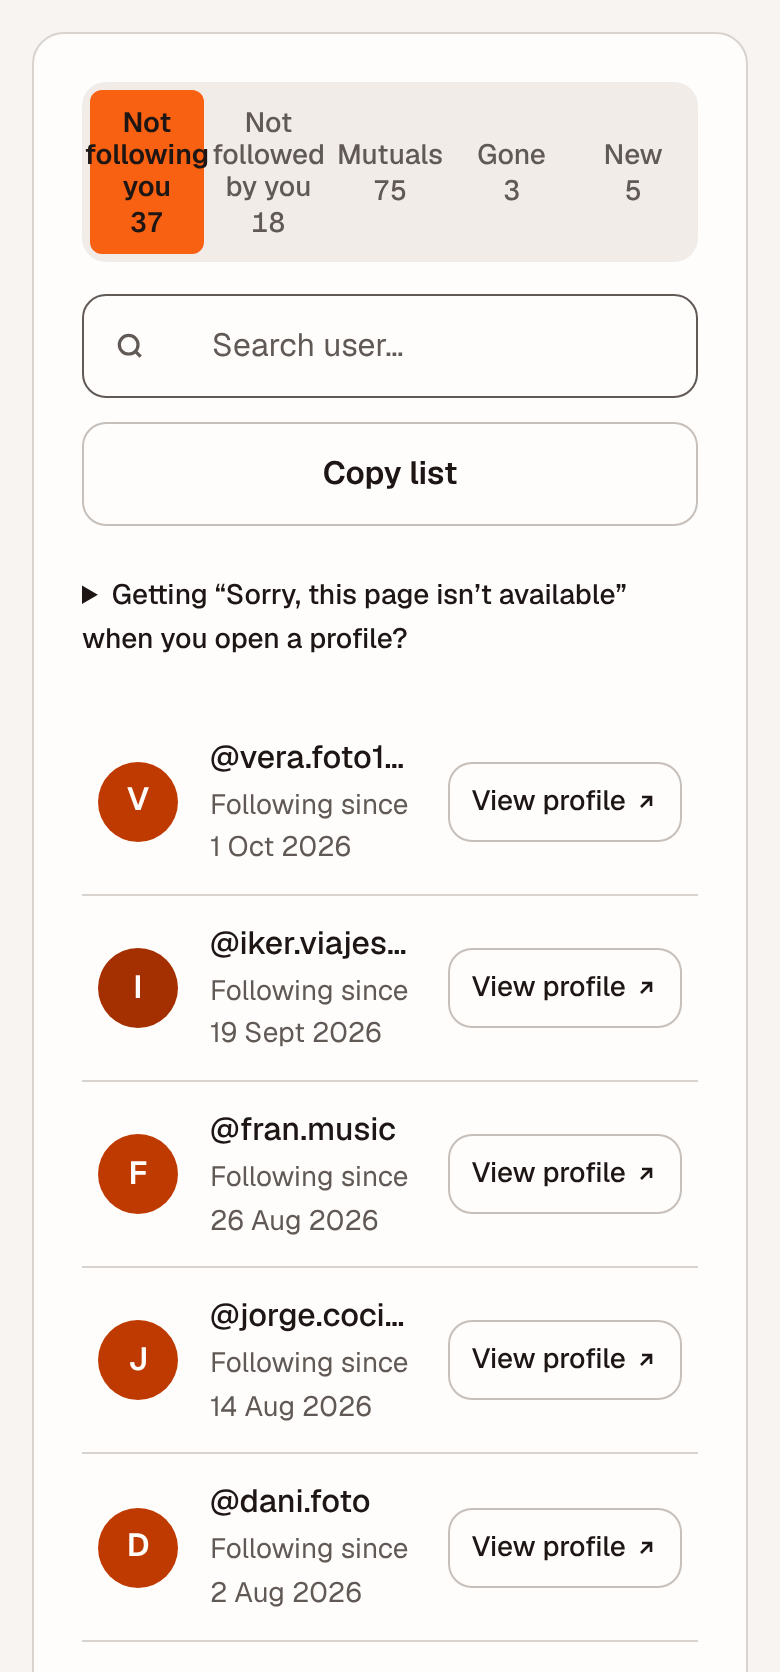 Not following you 37
Not followed by you 18
Mutuals 75
Gone 3
New 5
Search user...
Copy list
▶ Getting “Sorry, this page isn’t available”
when you open a profile?
V
@vera.foto1...
Following since
1 Oct 2026
View profile ↗
I
@iker.viajes...
Following since
19 Sept 2026
View profile ↗
F
@fran.music
Following since
26 Aug 2026
View profile ↗
J
@jorge.coci...
Following since
14 Aug 2026
View profile ↗
D
@dani.foto
Following since
2 Aug 2026
View profile ↗